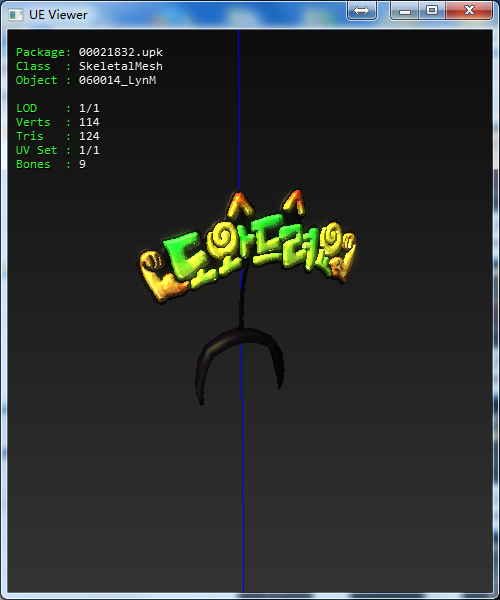 UE Viewer
Package: 00021832.upk
Class  : SkeletalMesh
Object : 060014_LynM
LOD    : 1/1
Verts  : 114
Tris   : 124
UV Set : 1/1
Bones  : 9
^ ^
도와드려요